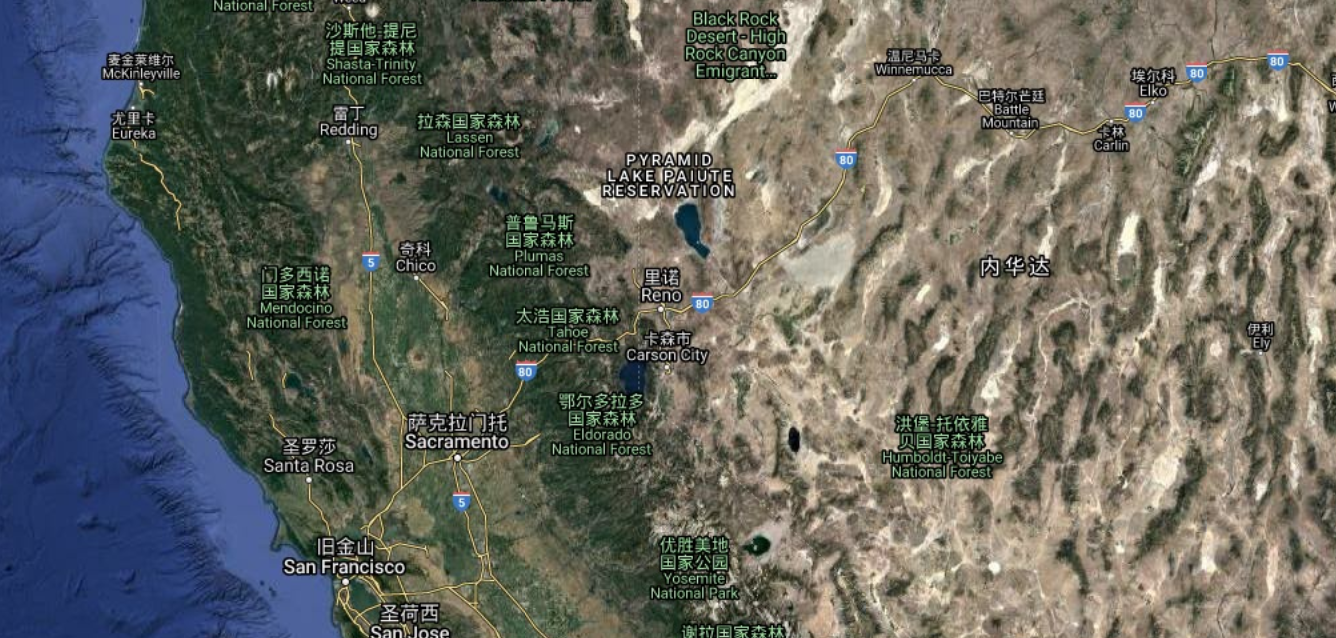 National Forest
Weed
沙斯他-提尼
提国家森林
Shasta-Trinity
National Forest
Black Rock
Desert - High
Rock Canyon
Emigrant...
麦金莱维尔
McKinleyville
温尼马卡
Winnemucca
80
80
埃尔科
Elko
尤里卡
Eureka
雷丁
Redding
拉森国家森林
Lassen
National Forest
巴特尔芒廷
Battle
Mountain
80
卡林
Carlin
PYRAMID
LAKE PAIUTE
RESERVATION
80
普鲁马斯
国家森林
Plumas
National Forest
奇科
Chico
5
门多西诺
国家森林
Mendocino
National Forest
里诺
Reno
80
内华达
太浩国家森林
Tahoe
National Forest
卡森市
Carson City
伊利
Ely
80
鄂尔多拉多
国家森林
Eldorado
National Forest
萨克拉门托
Sacramento
洪堡-托依雅
贝国家森林
Humboldt-Toiyabe
National Forest
圣罗莎
Santa Rosa
5
旧金山
San Francisco
优胜美地
国家公园
Yosemite
National Park
圣荷西
San Jose
谢拉国家森林